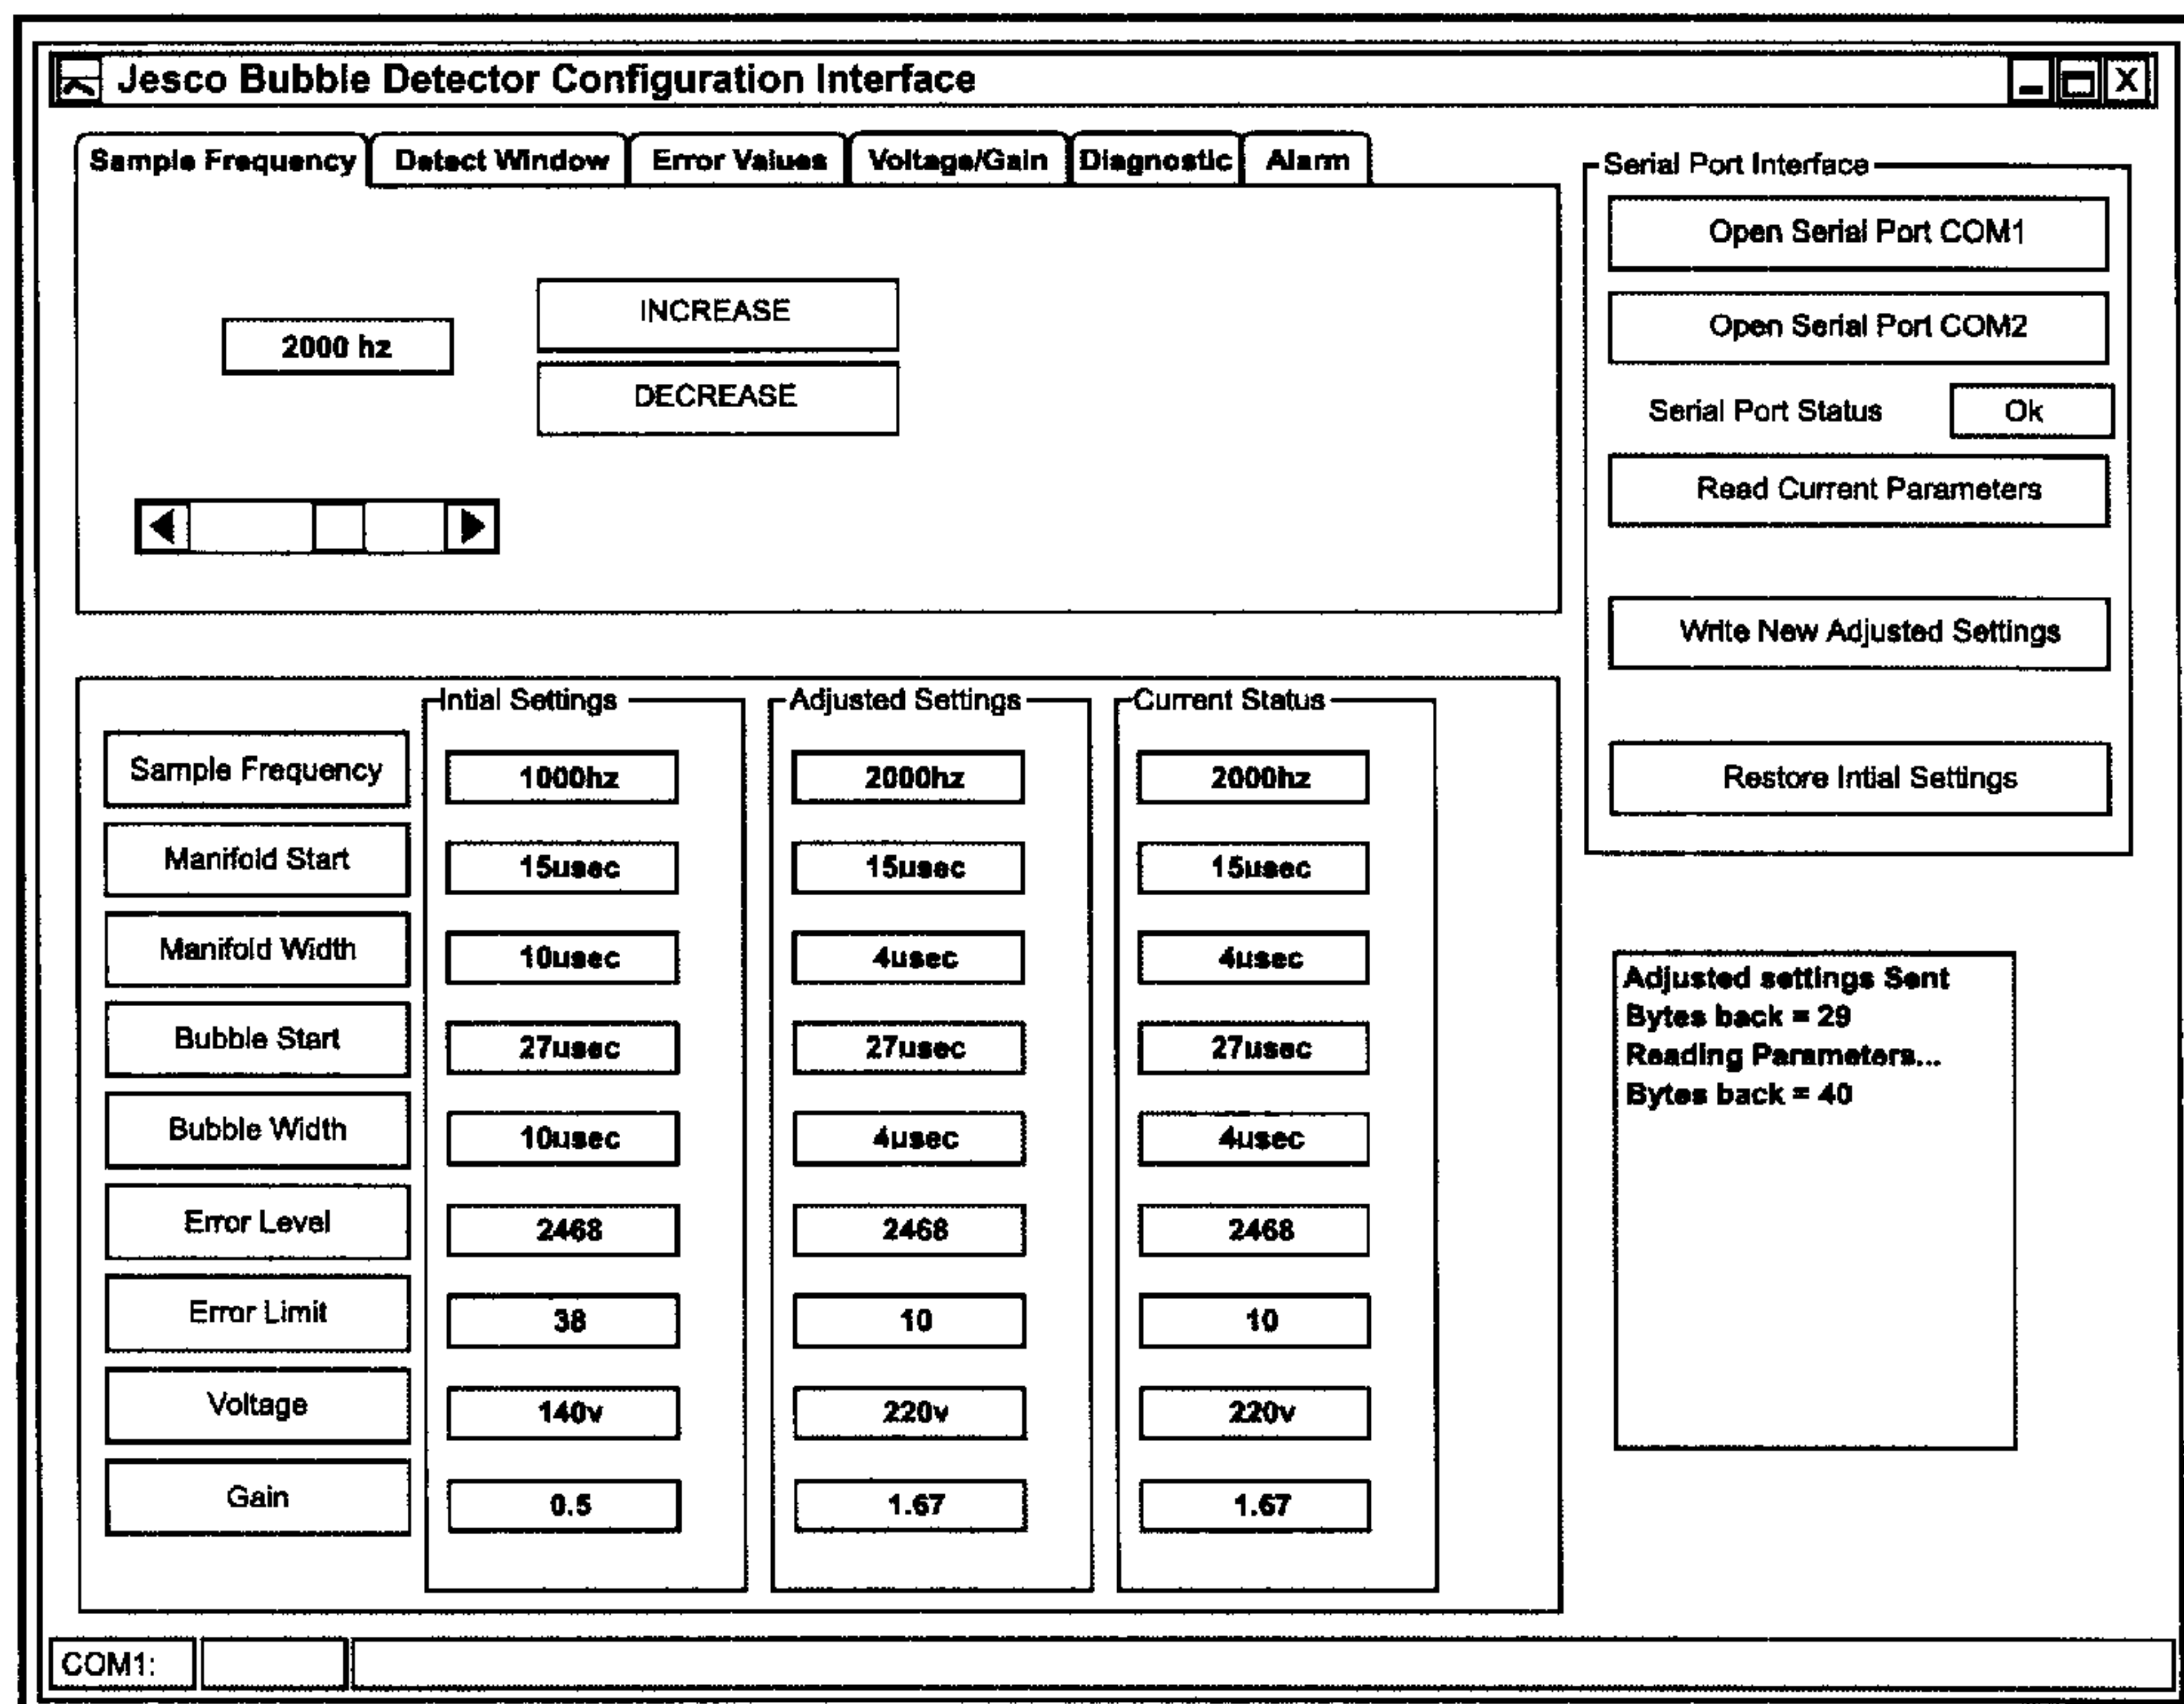 Jesco Bubble Detector Configuration Interface
X
Sample Frequency Detect Window Error Values Voltage/Gain Diagnostic Alarm
2000 hz
INCREASE
DECREASE
Serial Port Interface
Open Serial Port COM1
Open Serial Port COM2
Serial Port Status Ok
Read Current Parameters
Write New Adjusted Settings
Restore Intial Settings
Intial Settings Adjusted Settings Current Status
Sample Frequency 1000hz 2000hz 2000hz
Manifold Start 15usec 15usec 15usec
Manifold Width 10usec 4usec 4usec
Bubble Start 27usec 27usec 27usec
Bubble Width 10usec 4usec 4usec
Error Level 2468 2468 2468
Error Limit 38 10 10
Voltage 140v 220v 220v
Gain 0.5 1.67 1.67
Adjusted settings Sent
Bytes back = 29
Reading Parameters...
Bytes back = 40
COM1: